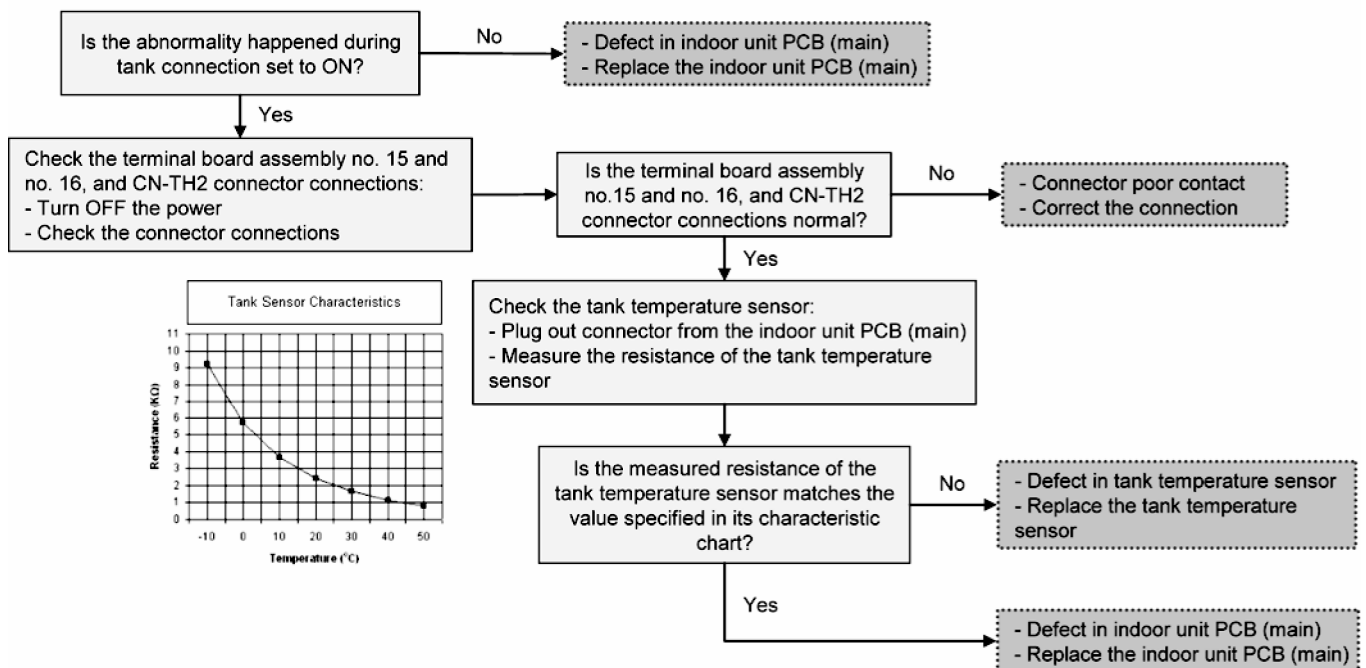 Is the abnormality happened during
tank connection set to ON?
No
- Defect in indoor unit PCB (main)
- Replace the indoor unit PCB (main)
Yes
Check the terminal board assembly no. 15 and
no. 16, and CN-TH2 connector connections:
- Turn OFF the power
- Check the connector connections
Is the terminal board assembly
no.15 and no. 16, and CN-TH2
connector connections normal?
No
- Connector poor contact
- Correct the connection
Yes
Check the tank temperature sensor:
- Plug out connector from the indoor unit PCB (main)
- Measure the resistance of the tank temperature
sensor
Tank Sensor Characteristics
Resistance (KΩ)
11
10
9
8
7
6
5
4
3
2
1
0
-10 0 10 20 30 40 50
Temperature (°C)
Is the measured resistance of the
tank temperature sensor matches the
value specified in its characteristic
chart?
No
- Defect in tank temperature sensor
- Replace the tank temperature
sensor
Yes
- Defect in indoor unit PCB (main)
- Replace the indoor unit PCB (main)